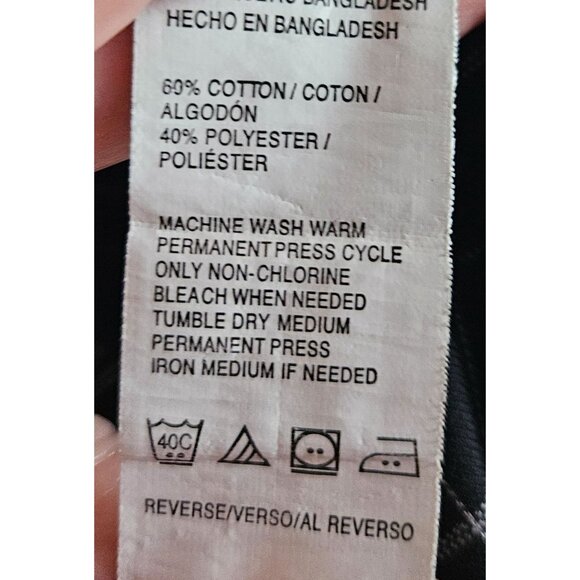 BANGLADESH
HECHO EN BANGLADESH
60% COTTON / COTON /
ALGODÓN
40% POLYESTER /
POLIÉSTER
MACHINE WASH WARM
PERMANENT PRESS CYCLE
ONLY NON-CHLORINE
BLEACH WHEN NEEDED
TUMBLE DRY MEDIUM
PERMANENT PRESS
IRON MEDIUM IF NEEDED
40C
REVERSE/VERSO/AL REVERSO